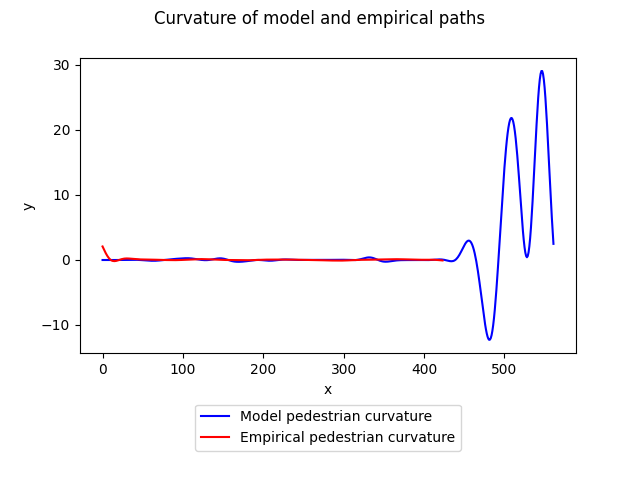 Curvature of model and empirical paths
30
20
10
0
−10
y
0 100 200 300 400 500
x
Model pedestrian curvature
Empirical pedestrian curvature